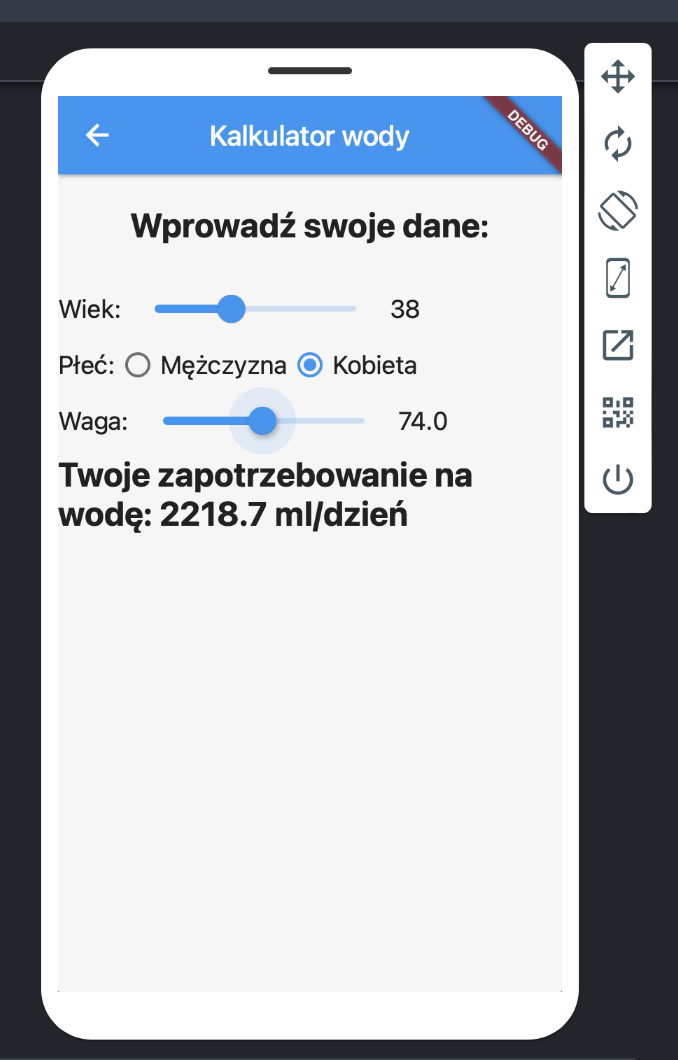 Kalkulator wody
DEBUG
Wprowadź swoje dane:
Wiek: 38
Płeć: Mężczyzna Kobieta
Waga: 74.0
Twoje zapotrzebowanie na
wodę: 2218.7 ml/dzień